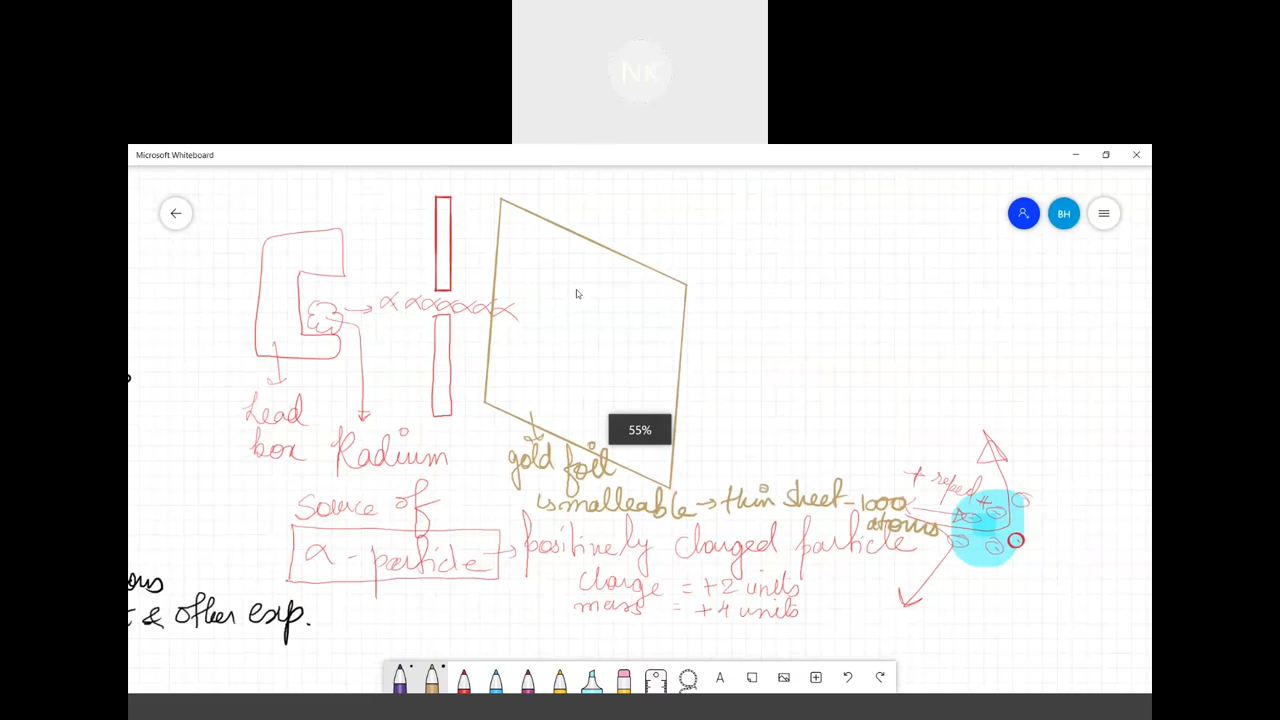 NK
Microsoft Whiteboard
BH
α α α α α α α
Lead
box
Radium
gold foil
55%
+ repel +
is malleable → thin sheet - 1000
atoms
Source of
α - particle → positively charged particle
charge = +2 units
mass = +4 units
& other exp.
A